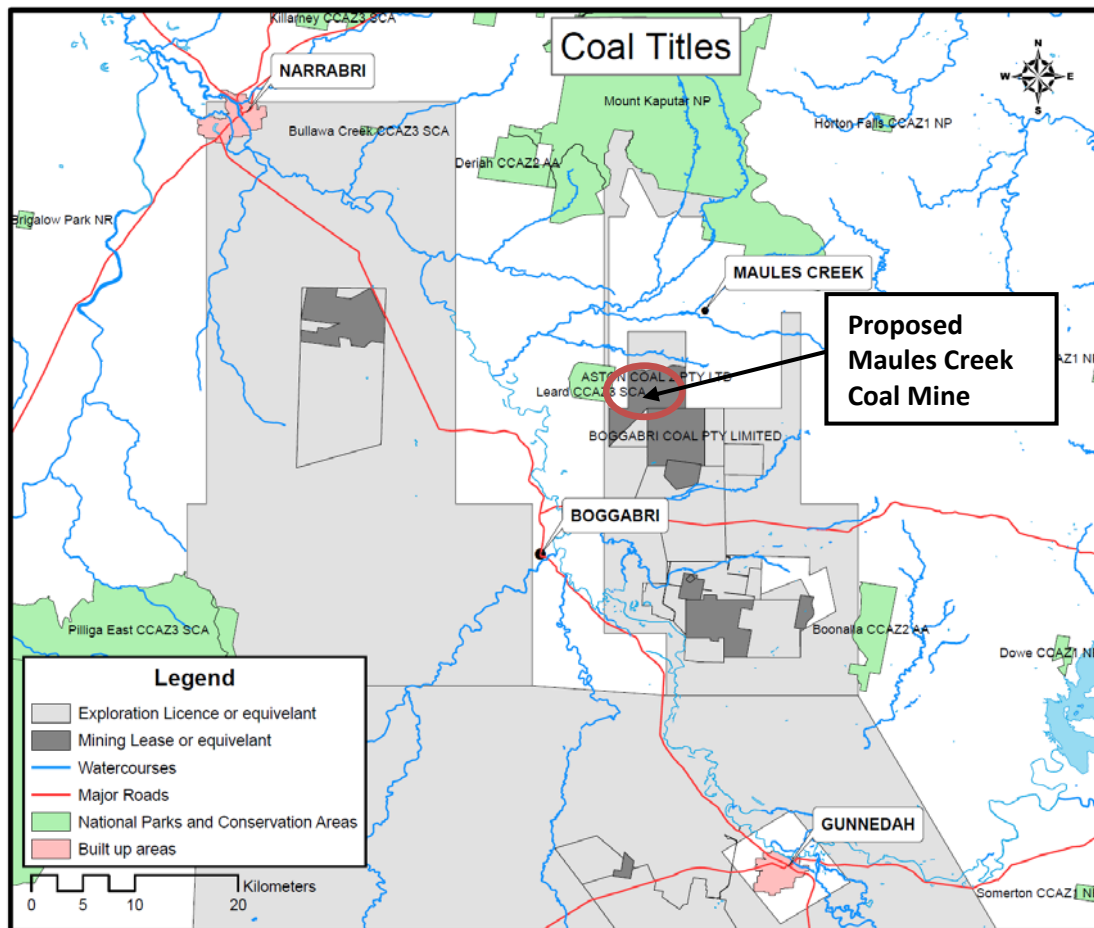 Killarney CCAZ3 SCA
Coal Titles
N
W E
S
NARRABRI
Mount Kaputar NP
Horton Falls CCAZ1 NP
Bullawa Creek CCAZ3 SCA
Deriah CCAZ2 AA
Brigalow Park NR
MAULES CREEK
Proposed
Maules Creek
Coal Mine
CAZ1 NP
ASTON COAL 2 PTY LTD
Leard CCAZ3 SCA
BOGGABRI COAL PTY LIMITED
BOGGABRI
Pilliga East CCAZ3 SCA
Boonalla CCAZ2 AA
Dowe CCAZ1 NP
Legend
Exploration Licence or equivelant
Mining Lease or equivelant
Watercourses
Major Roads
National Parks and Conservation Areas
Built up areas
Kilometers
0 5 10 20
GUNNEDAH
Somerton CCAZ1 NP